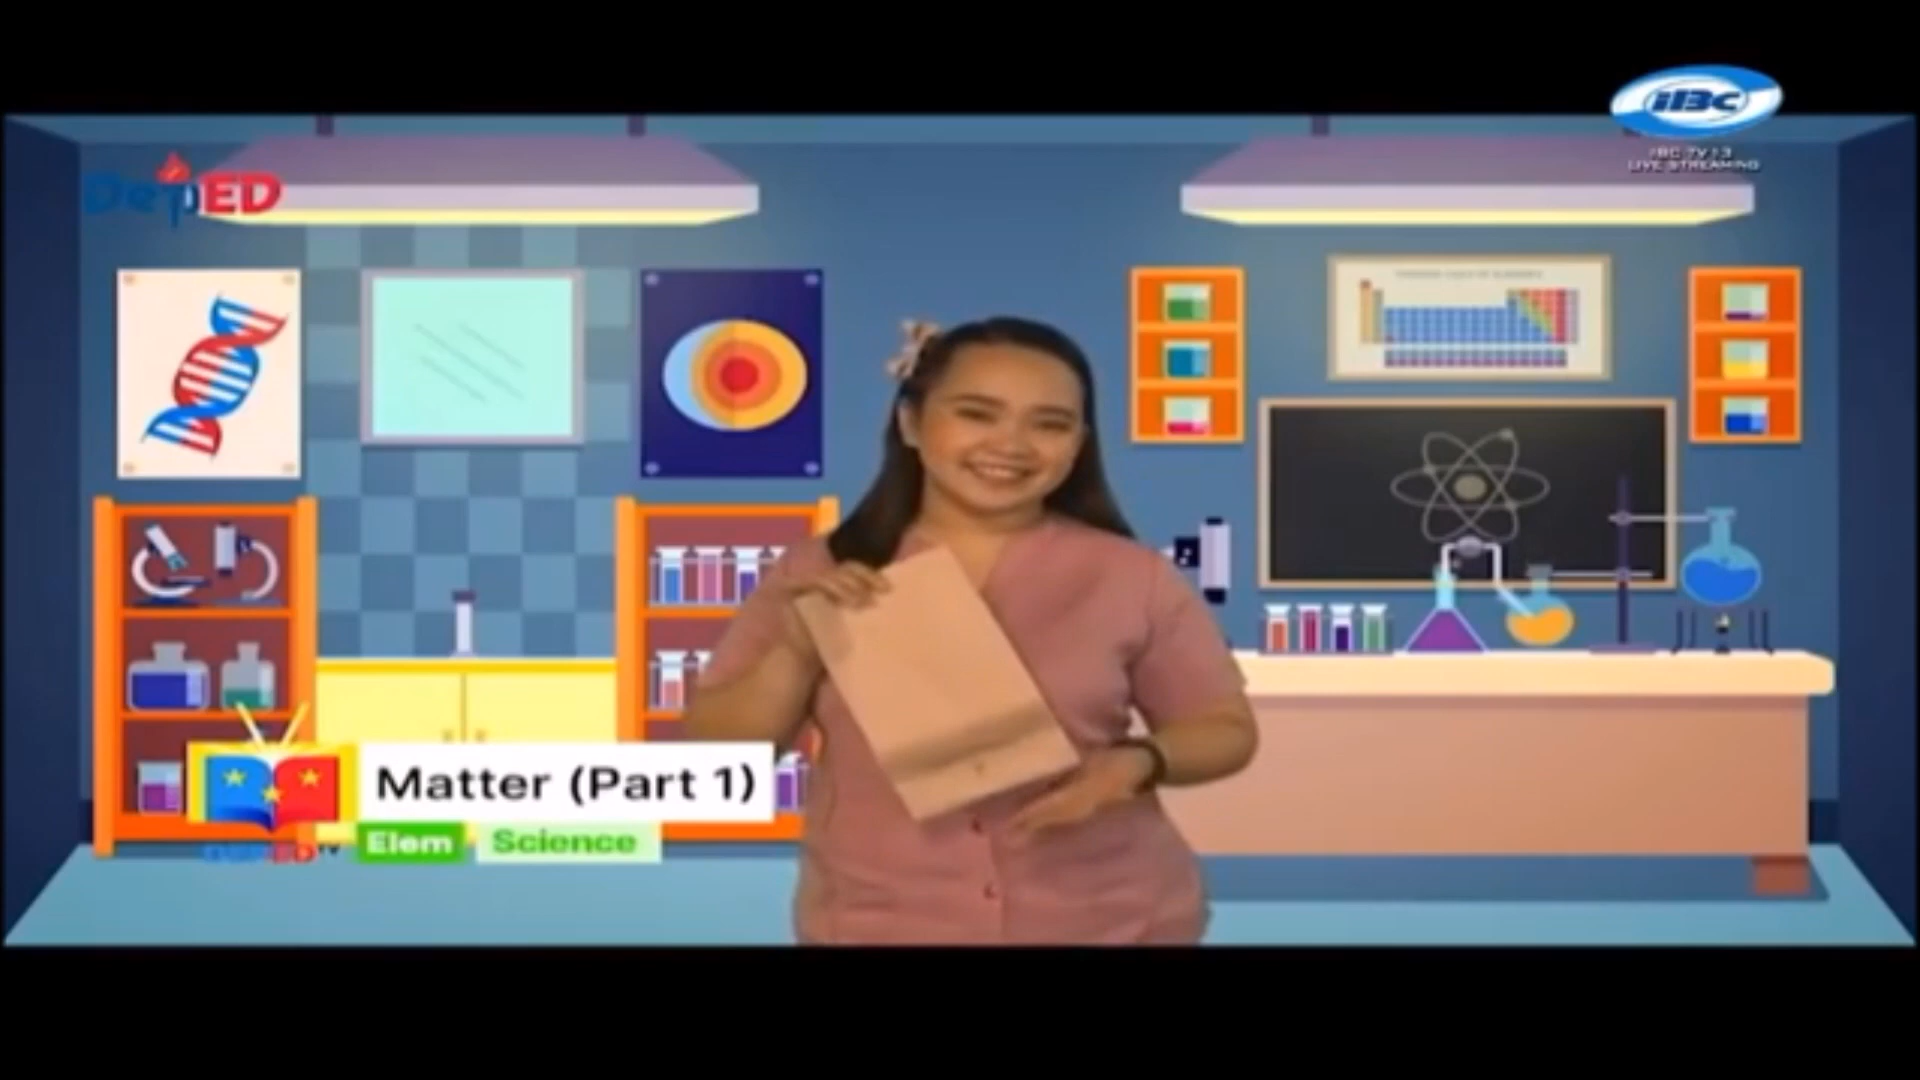 iBC
IBC TV 13
LIVE STREAMING
DepED
Matter (Part 1)
Elem Science